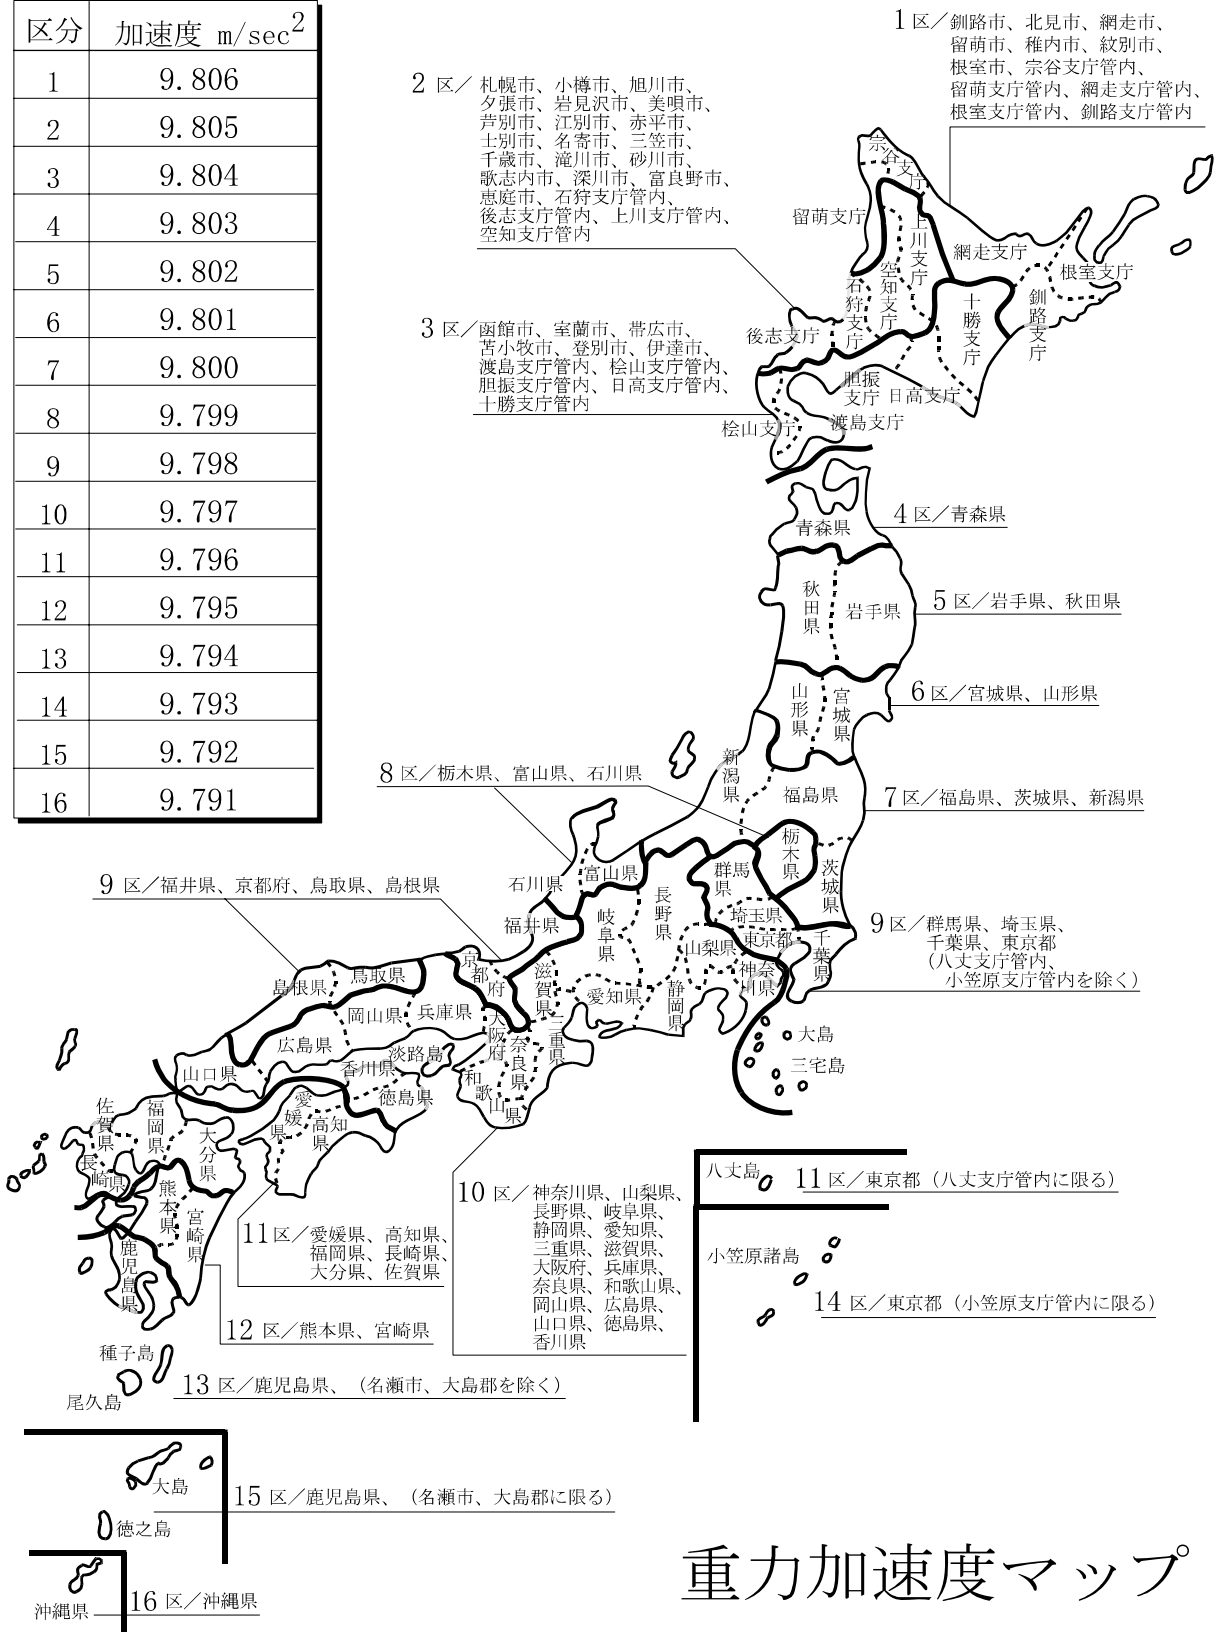 区分 加速度 m/sec2
1 9.806
2 9.805
3 9.804
4 9.803
5 9.802
6 9.801
7 9.800
8 9.799
9 9.798
10 9.797
11 9.796
12 9.795
13 9.794
14 9.793
15 9.792
16 9.791
1 区／釧路市、北見市、網走市、
留萌市、稚内市、紋別市、
根室市、宗谷支庁管内、
留萌支庁管内、網走支庁管内、
根室支庁管内、釧路支庁管内
2 区／札幌市、小樽市、旭川市、
夕張市、岩見沢市、美唄市、
芦別市、江別市、赤平市、
士別市、名寄市、三笠市、
千歳市、滝川市、砂川市、
歌志内市、深川市、富良野市、
恵庭市、石狩支庁管内、
後志支庁管内、上川支庁管内、
空知支庁管内
3 区／函館市、室蘭市、帯広市、
苫小牧市、登別市、伊達市、
渡島支庁管内、桧山支庁管内、
胆振支庁管内、日高支庁管内、
十勝支庁管内
宗谷支庁
留萌支庁
上川支庁
網走支庁
根室支庁
空知支庁
石狩支庁
十勝支庁
釧路支庁
後志支庁
胆振
支庁
日高支庁
桧山支庁
渡島支庁
青森県
4 区／青森県
秋田県
岩手県
5 区／岩手県、秋田県
山形県
宮城県
6 区／宮城県、山形県
新潟県
福島県
7 区／福島県、茨城県、新潟県
8 区／栃木県、富山県、石川県
栃木県
茨城県
群馬
県
富山県
石川県
長野県
岐阜県
埼玉県
福井県
9 区／福井県、京都府、鳥取県、島根県
9 区／群馬県、埼玉県、
千葉県、東京都
(八丈支庁管内、
小笠原支庁管内を除く)
山梨県
東京都
千葉県
神奈
川県
京都府
滋賀県
愛知県
静岡県
鳥取県
島根県
岡山県
兵庫県
大阪府
三重県
奈良県
広島県
淡路島
香川県
山口県
和歌山県
徳島県
大島
三宅島
佐賀県
福岡県
愛媛県
高知
県
大分県
長崎県
熊本県
宮崎県
鹿児島県
八丈島
11 区／東京都（八丈支庁管内に限る）
10 区／神奈川県、山梨県、
長野県、岐阜県、
静岡県、愛知県、
三重県、滋賀県、
大阪府、兵庫県、
奈良県、和歌山県、
岡山県、広島県、
山口県、徳島県、
香川県
11 区／愛媛県、高知県、
福岡県、長崎県、
大分県、佐賀県
小笠原諸島
14 区／東京都（小笠原支庁管内に限る）
12 区／熊本県、宮崎県
種子島
尾久島
13 区／鹿児島県、（名瀬市、大島郡を除く）
大島
15 区／鹿児島県、（名瀬市、大島郡に限る）
徳之島
沖縄県
16 区／沖縄県
重力加速度マップ